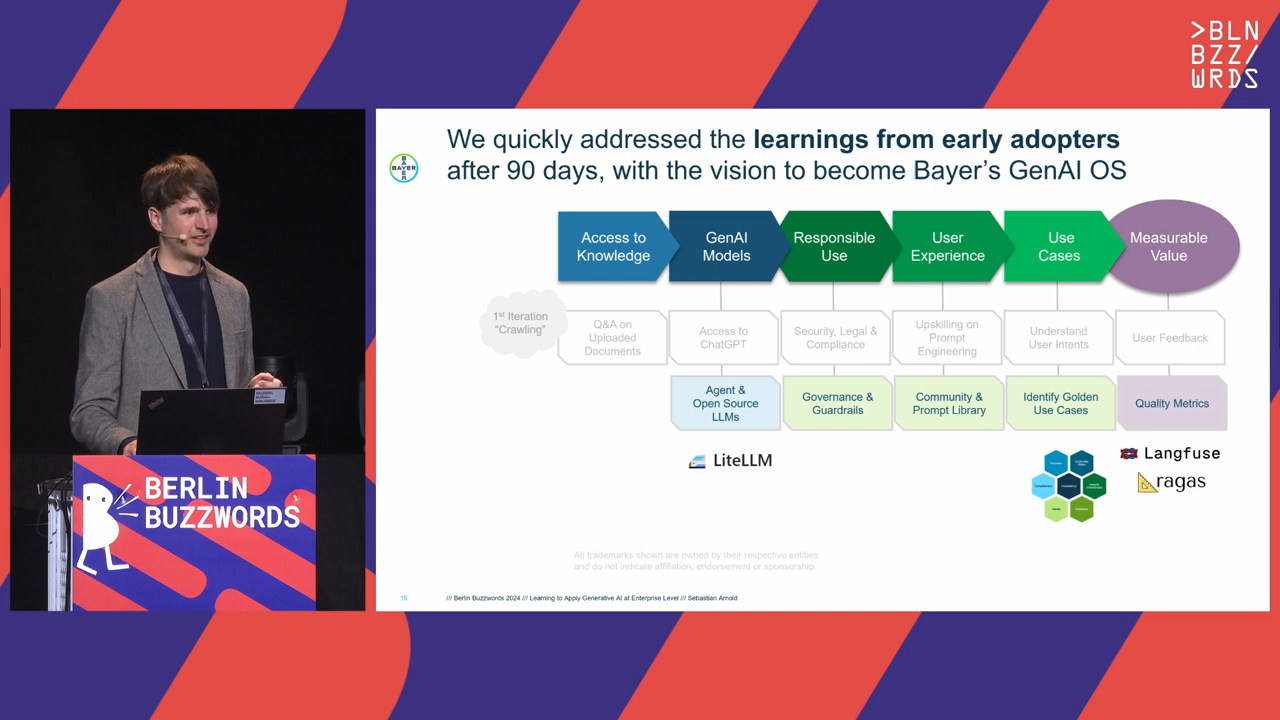 >BLN
BZZ/
WRDS
We quickly addressed the learnings from early adopters
after 90 days, with the vision to become Bayer’s GenAI OS
BAYER
BAYER
Access to
Knowledge
GenAI
Models
Responsible
Use
User
Experience
Use
Cases
Measurable
Value
1st Iteration
“Crawling”
Q&A on
Uploaded
Documents
Access to
ChatGPT
Security, Legal &
Compliance
Upskilling on
Prompt
Engineering
Understand
User Intents
User Feedback
Agent &
Open Source
LLMs
Governance &
Guardrails
Community &
Prompt Library
Identify Golden
Use Cases
Quality Metrics
LiteLLM
Langfuse
ragas
All trademarks shown are owned by their respective entities
and do not indicate affiliation, endorsement or sponsorship.
15
/// Berlin Buzzwords 2024 /// Learning to Apply Generative AI at Enterprise Level /// Sebastian Arnold
BERLIN
BUZZWORDS